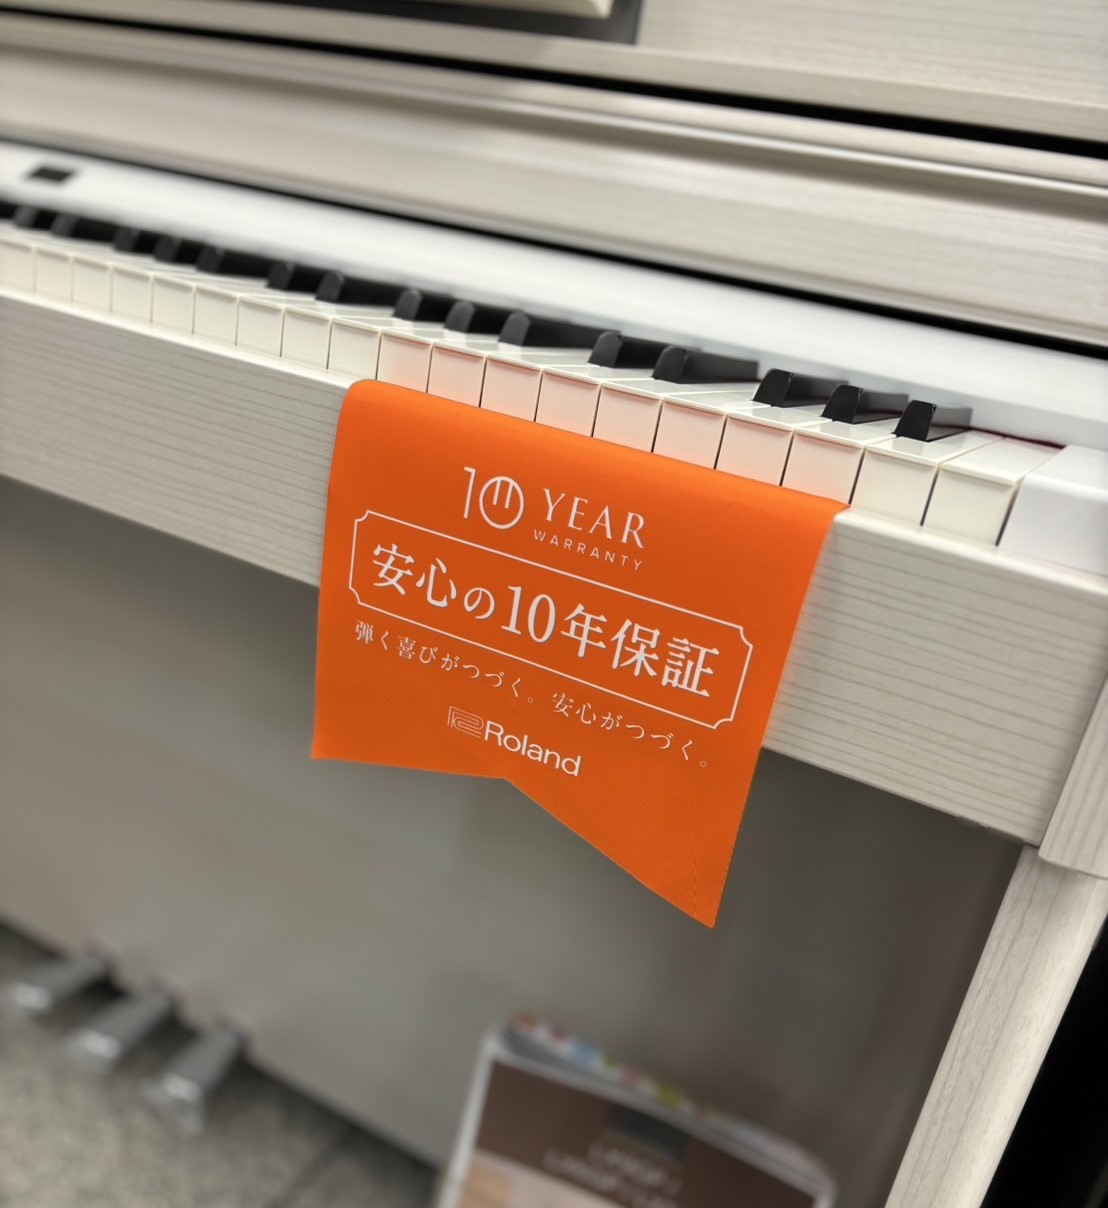 10 YEAR
WARRANTY
安心の10年保証
弾く喜びがつづく。安心がつづく。
Roland